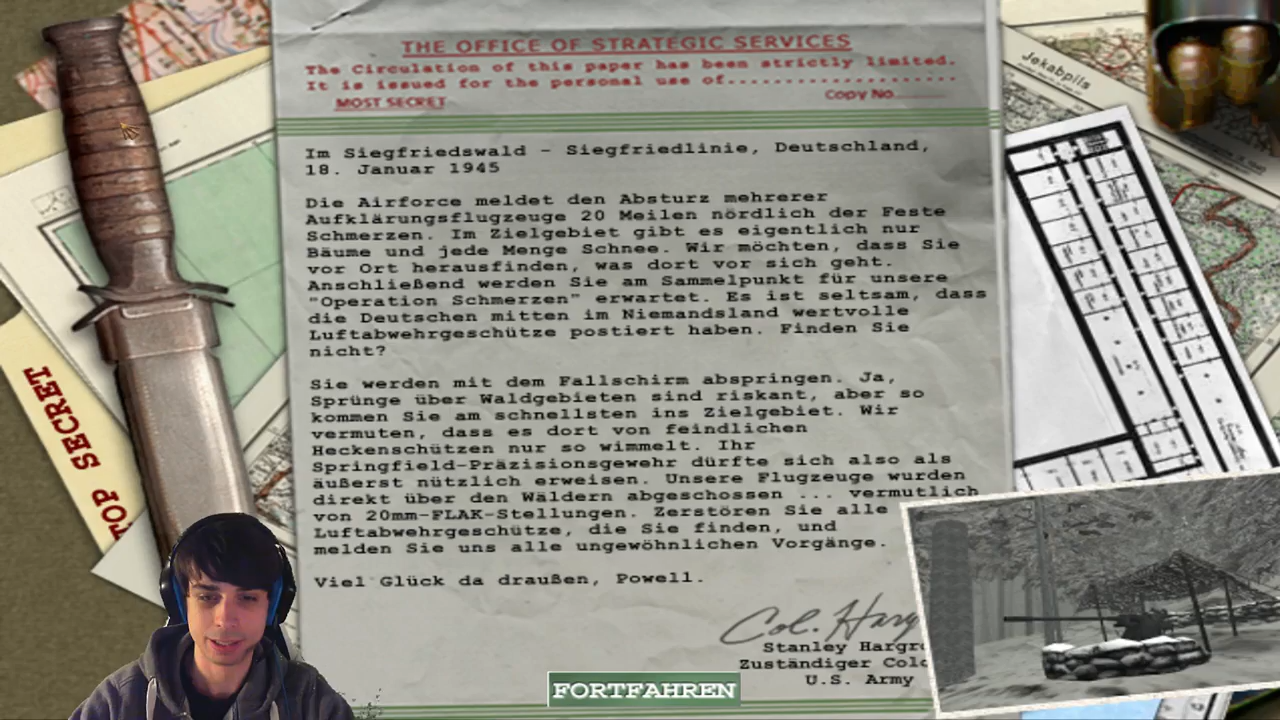 THE OFFICE OF STRATEGIC SERVICES
The Circulation of this paper has been strictly limited.
It is issued for the personal use of.....................
MOST SECRET
Copy No.
Im Siegfriedswald - Siegfriedlinie, Deutschland,
18. Januar 1945
Die Airforce meldet den Absturz mehrerer
Aufklärungsflugzeuge 20 Meilen nördlich der Feste
Schmerzen. Im Zielgebiet gibt es eigentlich nur
Bäume und jede Menge Schnee. Wir möchten, dass Sie
vor Ort herausfinden, was dort vor sich geht.
Anschließend werden Sie am Sammelpunkt für unsere
"Operation Schmerzen" erwartet. Es ist seltsam, dass
die Deutschen mitten im Niemandsland wertvolle
Luftabwehrgeschütze postiert haben. Finden Sie
nicht?
Sie werden mit dem Fallschirm abspringen. Ja,
Sprünge über Waldgebieten sind riskant, aber so
kommen Sie am schnellsten ins Zielgebiet. Wir
vermuten, dass es dort von feindlichen
Heckenschützen nur so wimmelt. Ihr
Springfield-Präzisionsgewehr dürfte sich also als
äußerst nützlich erweisen. Unsere Flugzeuge wurden
direkt über den Wäldern abgeschossen ... vermutlich
von 20mm-FLAK-Stellungen. Zerstören Sie alle
Luftabwehrgeschütze, die Sie finden, und
melden Sie uns alle ungewöhnlichen Vorgänge.
Viel Glück da draußen, Powell.
Col. Harg
Stanley Hargr
Zuständiger Colo
U.S. Army
FORTFAHREN
TOP SECRET
Jekabpils